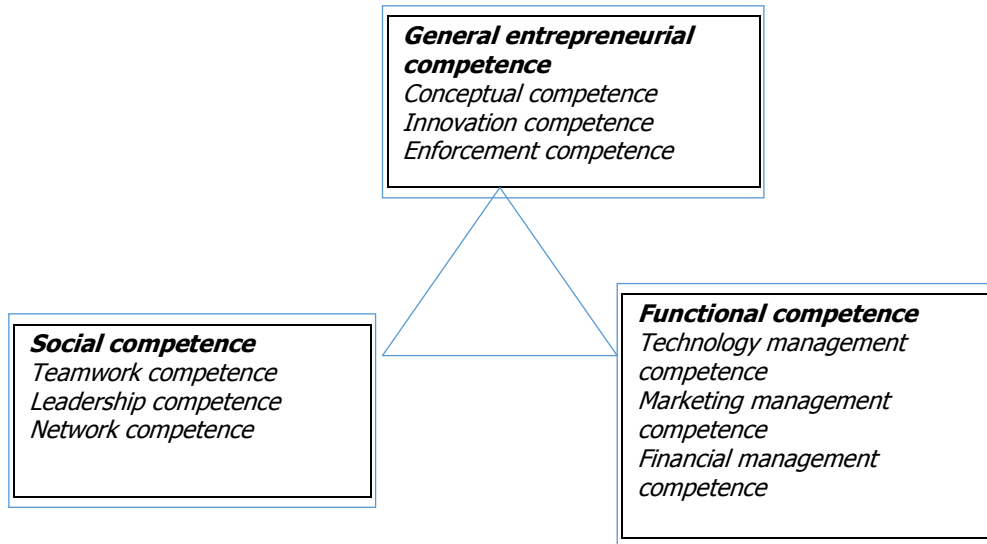 General entrepreneurial
competence
Conceptual competence
Innovation competence
Enforcement competence
Social competence
Teamwork competence
Leadership competence
Network competence
Functional competence
Technology management
competence
Marketing management
competence
Financial management
competence